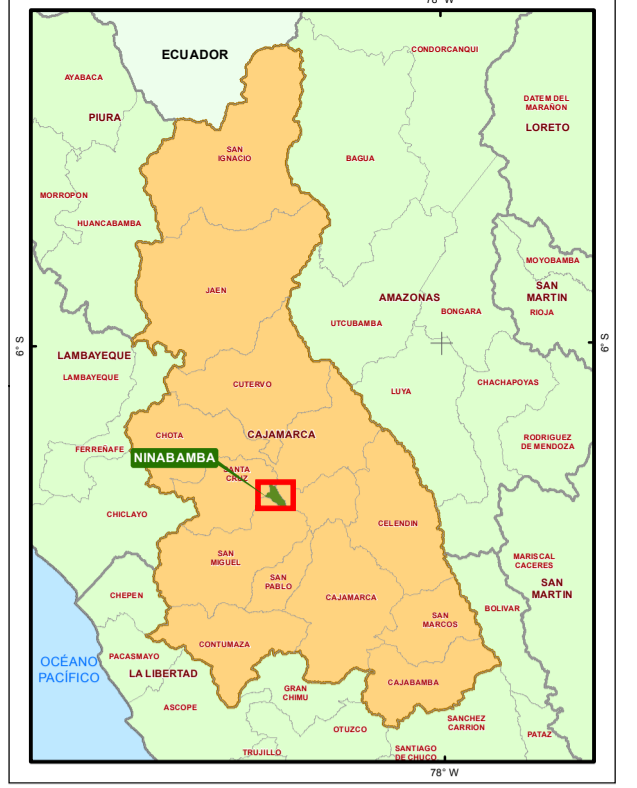 78° W
ECUADOR
CONDORCANQUI
AYABACA
DATEM DEL
MARAÑON
PIURA
LORETO
SAN
IGNACIO
BAGUA
MORROPON
HUANCABAMBA
MOYOBAMBA
JAEN
AMAZONAS
SAN
MARTIN
BONGARA
RIOJA
UTCUBAMBA
6° S
6° S
LAMBAYEQUE
LAMBAYEQUE
CUTERVO
LUYA
CHACHAPOYAS
CHOTA
CAJAMARCA
RODRIGUEZ
DE MENDOZA
FERREÑAFE
NINABAMBA
SANTA
CRUZ
CHICLAYO
CELENDIN
SAN
MIGUEL
MARISCAL
CACERES
SAN
PABLO
SAN
MARTIN
CHEPEN
CAJAMARCA
BOLIVAR
SAN
MARCOS
CONTUMAZA
OCÉANO
PACÍFICO
PACASMAYO
LA LIBERTAD
CAJABAMBA
GRAN
CHIMU
ASCOPE
SANCHEZ
CARRION
OTUZCO
PATAZ
TRUJILLO
SANTIAGO
DE CHUCO
78° W